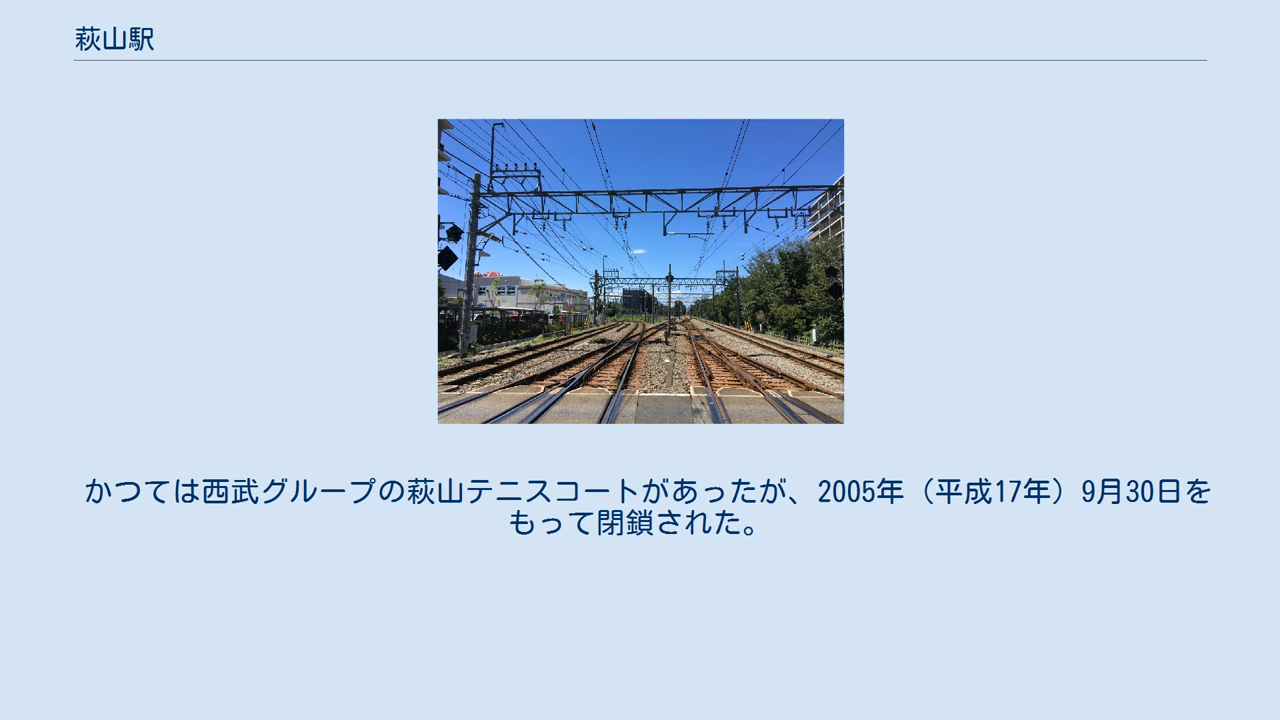 萩山駅
かつては西武グループの萩山テニスコートがあったが、2005年（平成17年）9月30日を
もって閉鎖された。